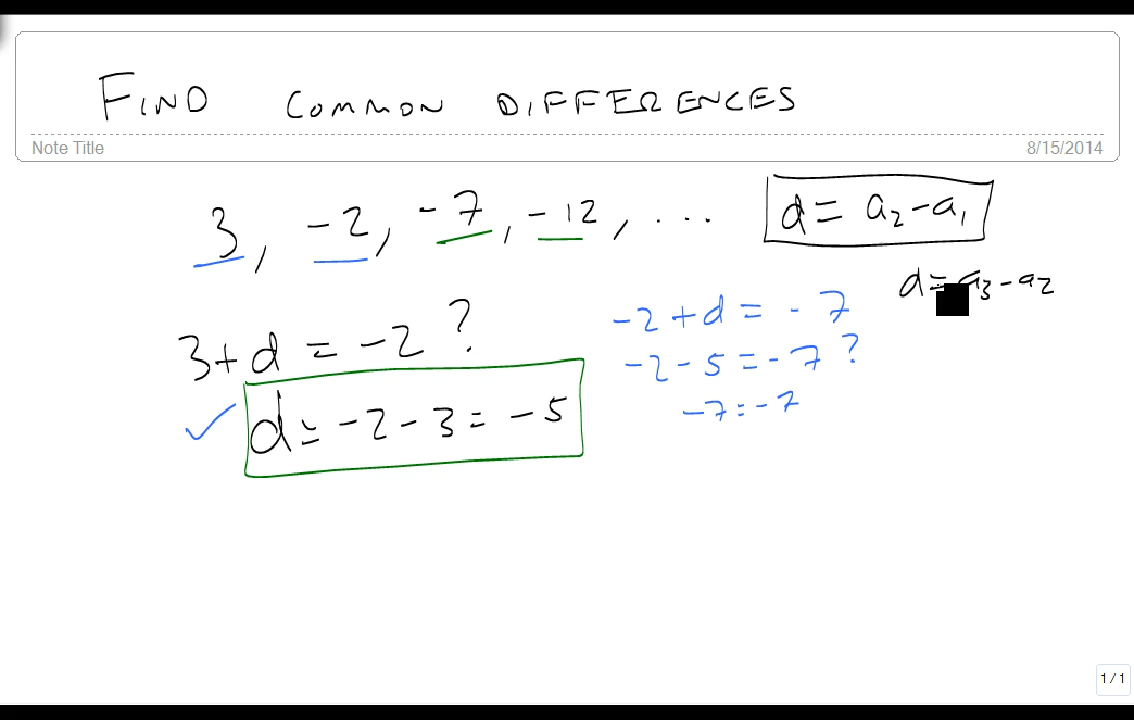 FIND COMMON DIFFERENCES
Note Title
8/15/2014
3, -2, -7, -12, ...
d = a₂ - a₁
d = a₃ - a₂
3 + d = -2 ?
d = -2 - 3 = -5
-2 + d = -7
-2 - 5 = -7 ?
-7 = -7
1/1